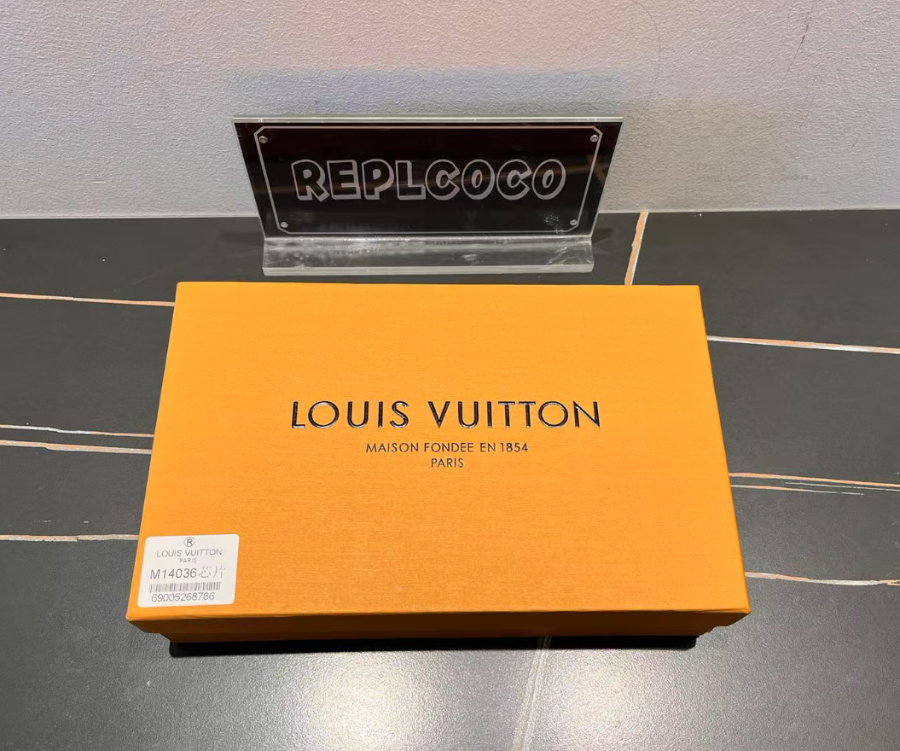 REPLCOCO
LOUIS VUITTON
MAISON FONDEE EN 1854
PARIS
®
LOUIS VUITTON
PARIS
M14036芯片
69005268766